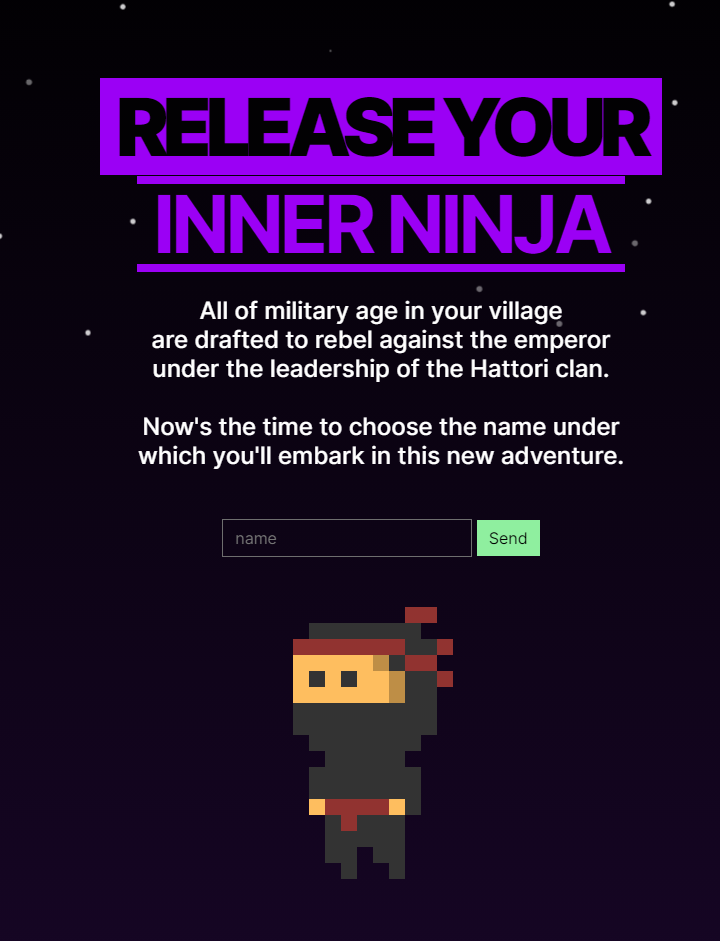 RELEASE YOUR
INNER NINJA
All of military age in your village
are drafted to rebel against the emperor
under the leadership of the Hattori clan.
Now's the time to choose the name under
which you'll embark in this new adventure.
name
Send